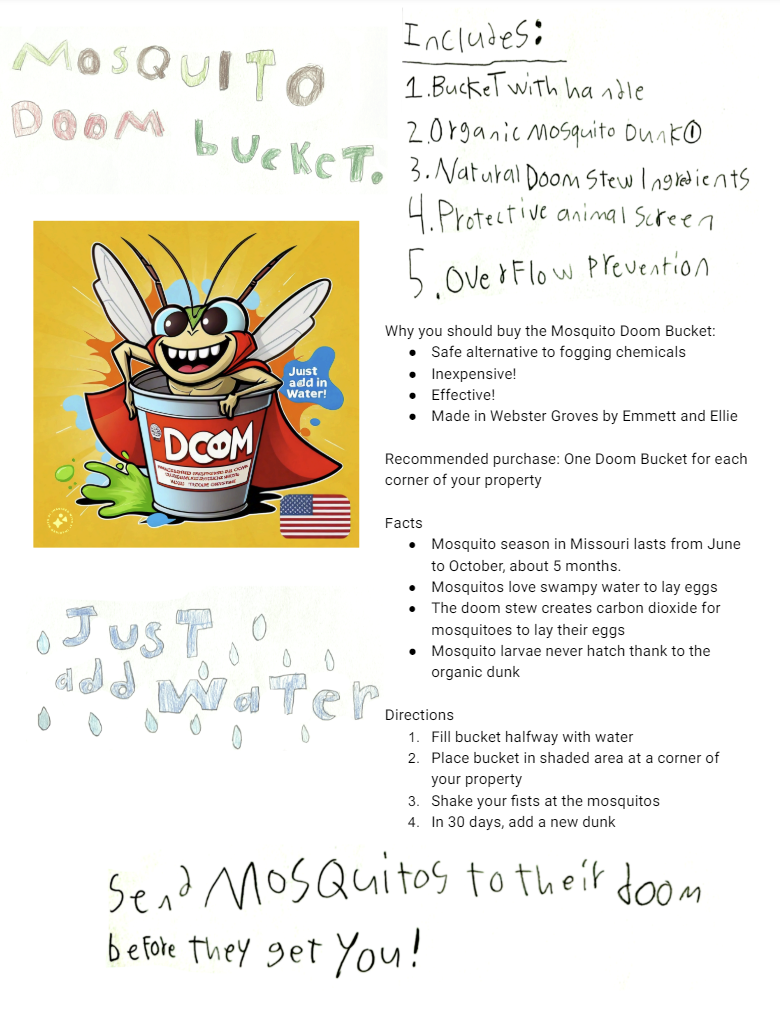 Mosquito
Doom bucket.
Includes:
1. Bucket with handle
2. Organic Mosquito Dunk ①
3. Natural Doom Stew Ingredients
4. Protective animal Screen
5. Overflow Prevention
Juist
adld in
Water!
DOOM
Just
add Water
Why you should buy the Mosquito Doom Bucket:
● Safe alternative to fogging chemicals
● Inexpensive!
● Effective!
● Made in Webster Groves by Emmett and Ellie
Recommended purchase: One Doom Bucket for each
corner of your property
Facts
● Mosquito season in Missouri lasts from June
to October, about 5 months.
● Mosquitos love swampy water to lay eggs
● The doom stew creates carbon dioxide for
mosquitoes to lay their eggs
● Mosquito larvae never hatch thank to the
organic dunk
Directions
1. Fill bucket halfway with water
2. Place bucket in shaded area at a corner of
your property
3. Shake your fists at the mosquitos
4. In 30 days, add a new dunk
Send Mosquitos to their doom
before they get You!